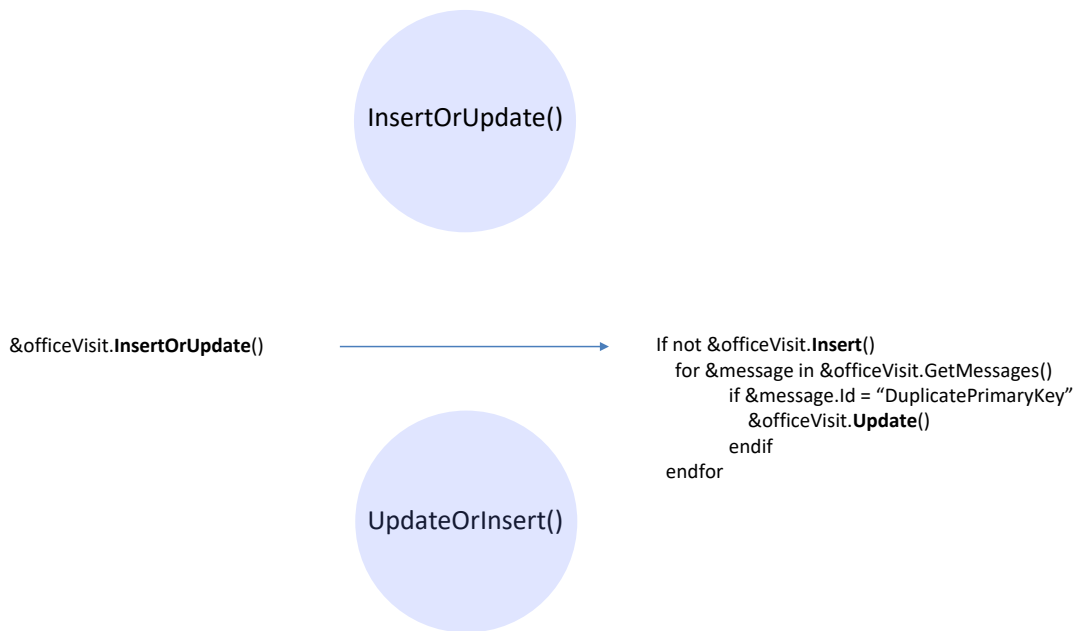 InsertOrUpdate()
&officeVisit.InsertOrUpdate()
If not &officeVisit.Insert()
for &message in &officeVisit.GetMessages()
if &message.Id = “DuplicatePrimaryKey”
&officeVisit.Update()
endif
endfor
UpdateOrInsert()